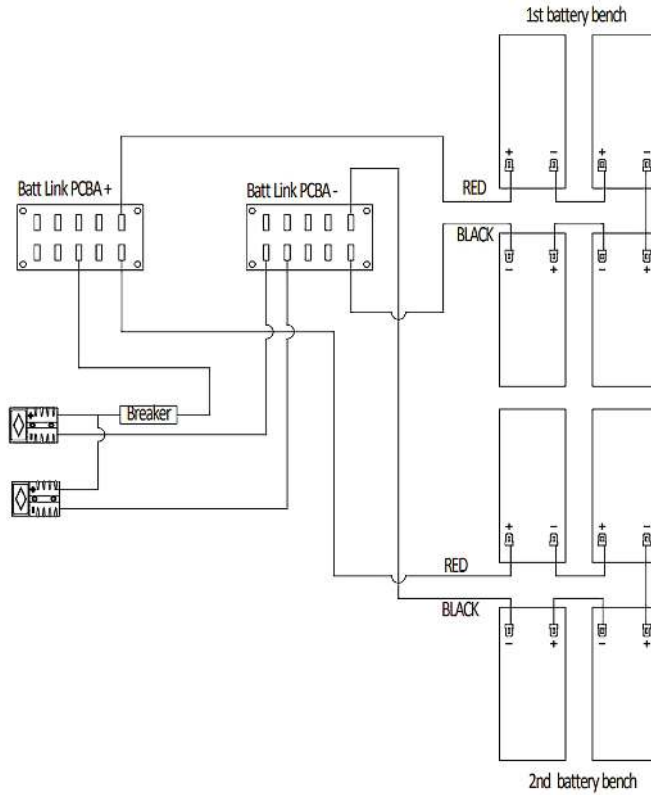 1st battery bench
+ - + -
Batt Link PCBA +
Batt Link PCBA -
RED
BLACK
- + - +
Breaker
+ - + -
RED
BLACK
- + - +
2nd battery bench